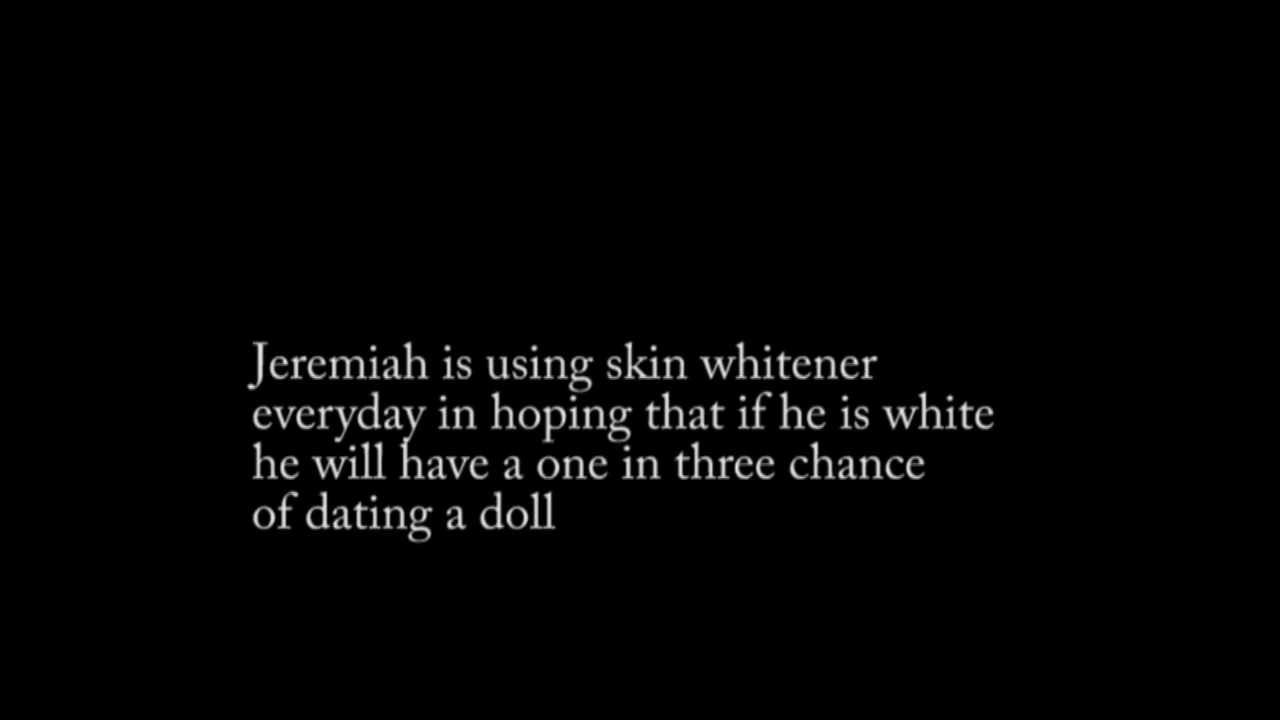 Jeremiah is using skin whitener
everyday in hoping that if he is white
he will have a one in three chance
of dating a doll